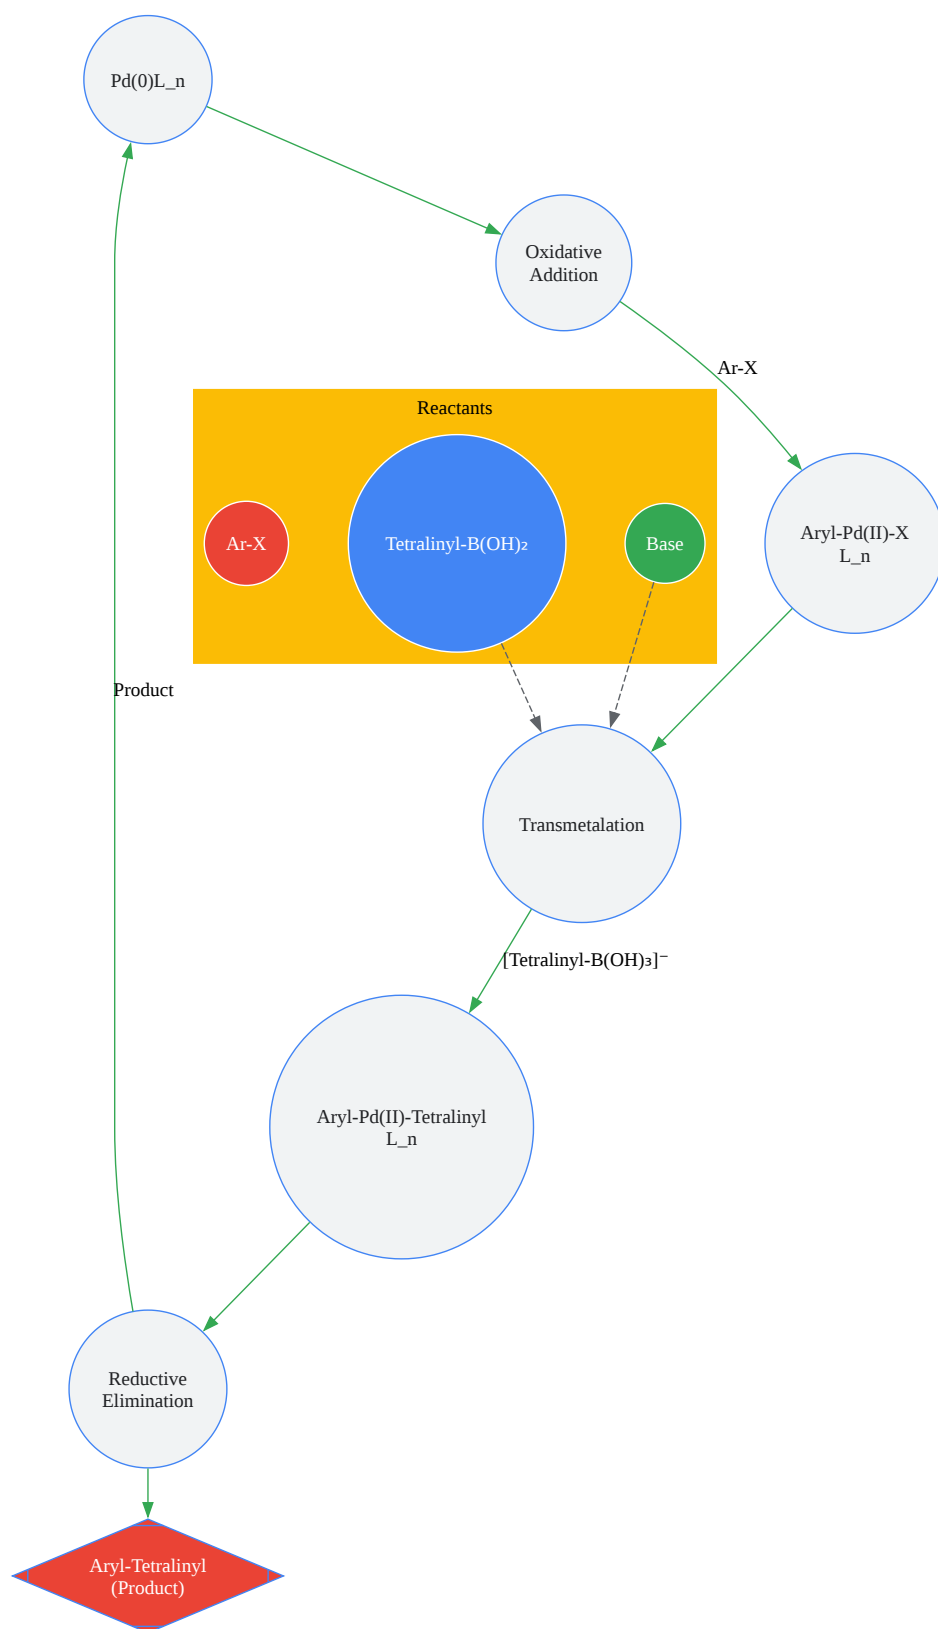 Pd(0)L_n
Oxidative
Addition
Ar-X
Reactants
Ar-X
Tetralinyl-B(OH)₂
Base
Aryl-Pd(II)-X
L_n
Product
Transmetalation
[Tetralinyl-B(OH)₃]⁻
Aryl-Pd(II)-Tetralinyl
L_n
Reductive
Elimination
Aryl-Tetralinyl
(Product)